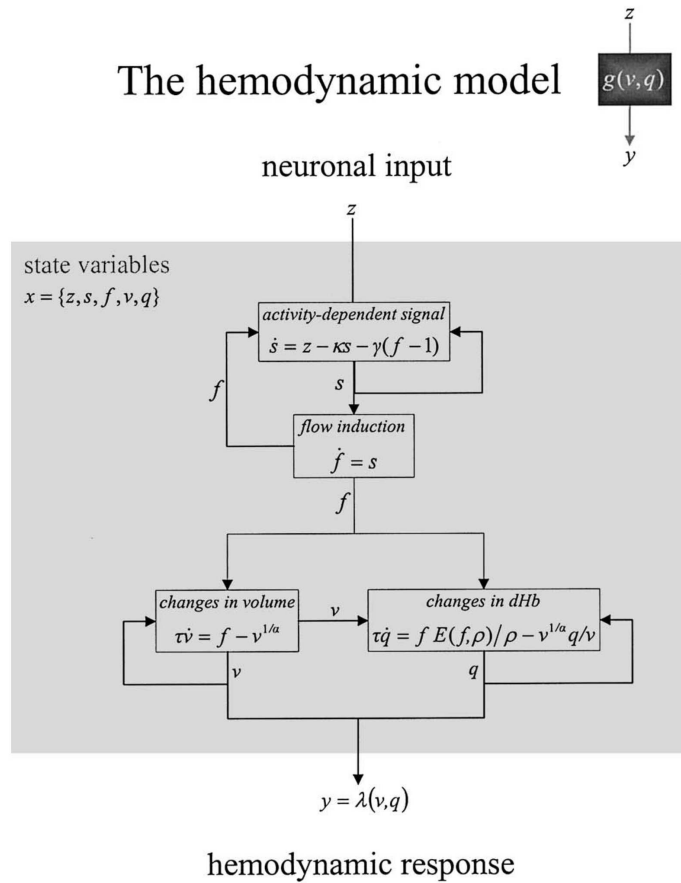 z
The hemodynamic model
g(v,q)
y
neuronal input
z
state variables
x = {z,s,f,v,q}
activity-dependent signal
ṡ = z − κs − γ(f −1)
f
s
flow induction
ḟ = s
f
changes in volume
τv̇ = f − v^{1/α}
v
changes in dHb
τq̇ = f E(f,ρ)/ρ − v^{1/α} q/v
v
q
y = λ(v,q)
hemodynamic response